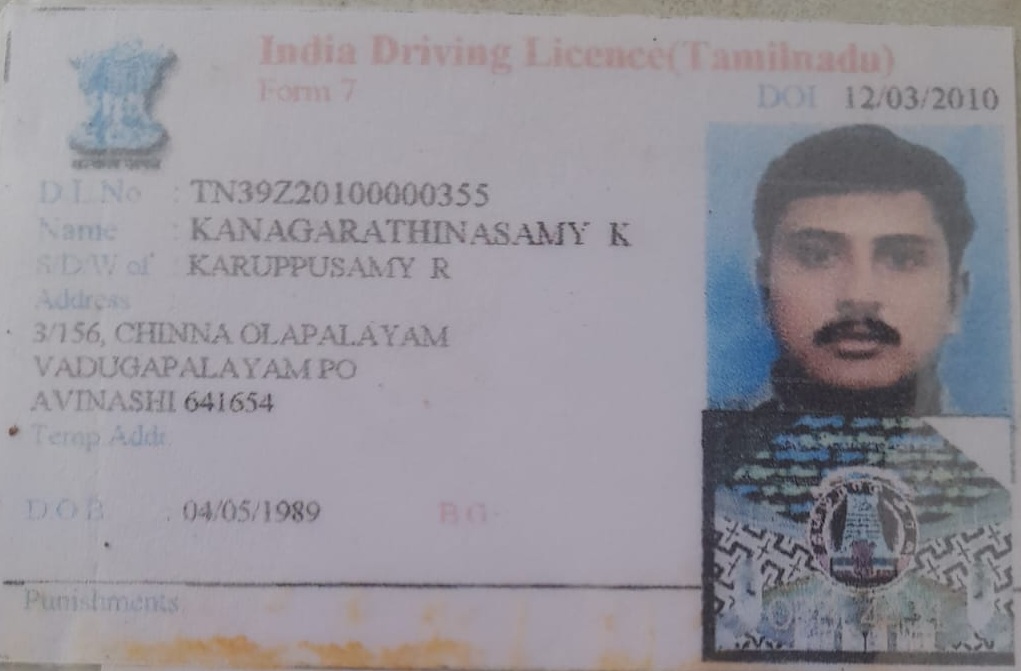 India Driving Licence(Tamilnadu)
Form 7
DOI 12/03/2010
D.L.No : TN39Z20100000355
Name : KANAGARATHINASAMY K
S/D/W of : KARUPPUSAMY R
Address :
3/156, CHINNA OLAPALAYAM
VADUGAPALAYAM PO
AVINASHI 641654
Temp.Addr.
D O B : 04/05/1989 B G
Punishments